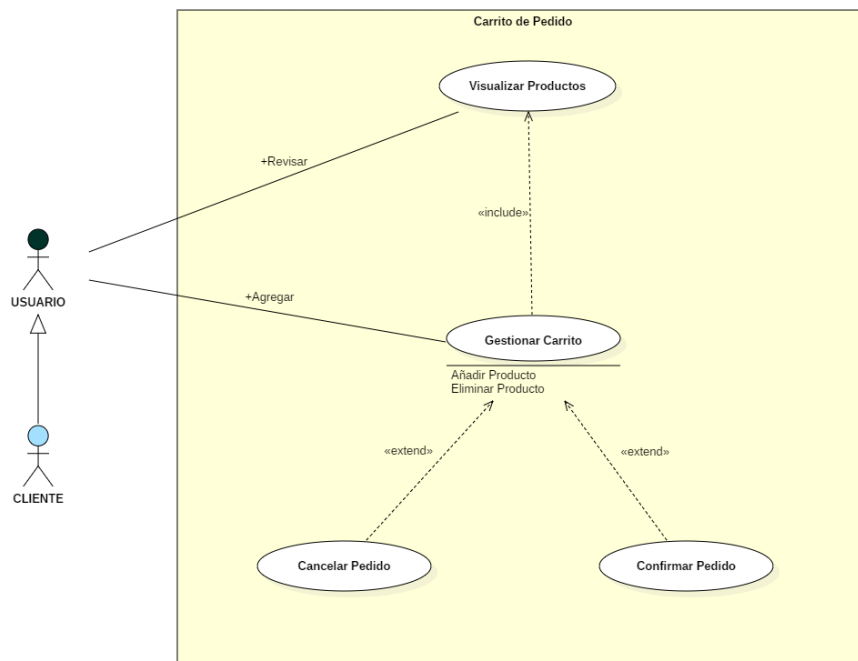 Carrito de Pedido
Visualizar Productos
+Revisar
«include»
USUARIO
+Agregar
Gestionar Carrito
Añadir Producto
Eliminar Producto
«extend»
«extend»
CLIENTE
Cancelar Pedido
Confirmar Pedido